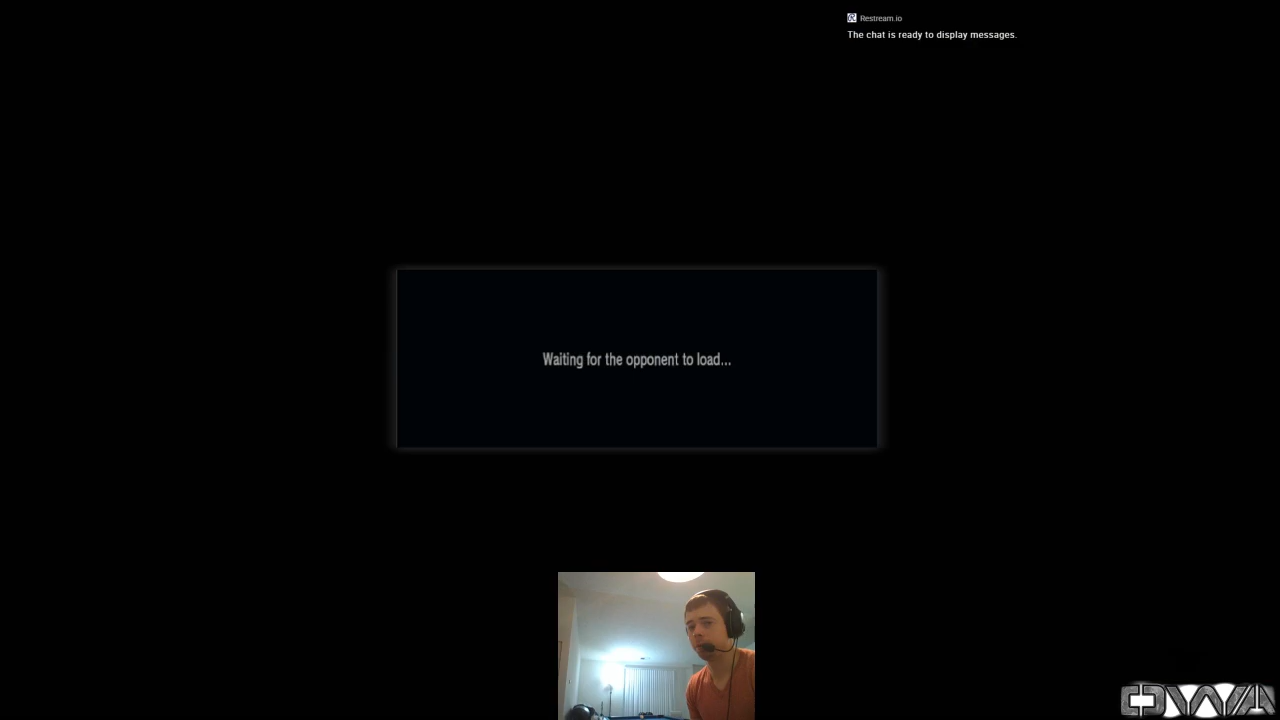 Restream.io
The chat is ready to display messages.
Waiting for the opponent to load...